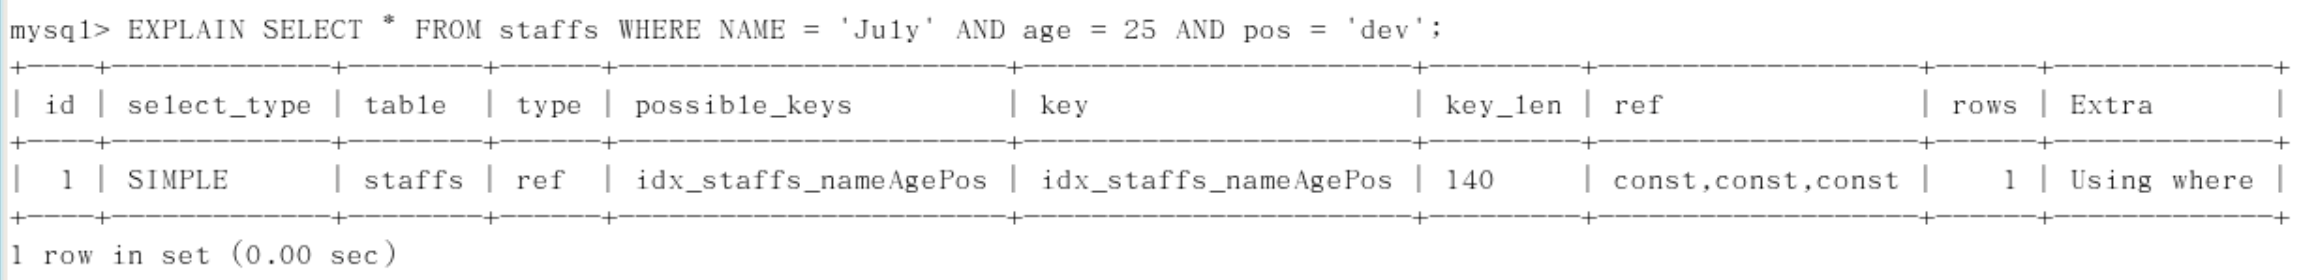 mysql> EXPLAIN SELECT * FROM staffs WHERE NAME = 'July' AND age = 25 AND pos = 'dev';
+----+-------------+--------+------+-----------------------+-----------------------+---------+-------------------+------+-------------+
| id | select_type | table  | type | possible_keys         | key                   | key_len | ref               | rows | Extra       |
+----+-------------+--------+------+-----------------------+-----------------------+---------+-------------------+------+-------------+
|  1 | SIMPLE      | staffs | ref  | idx_staffs_nameAgePos | idx_staffs_nameAgePos | 140     | const,const,const |    1 | Using where |
+----+-------------+--------+------+-----------------------+-----------------------+---------+-------------------+------+-------------+
1 row in set (0.00 sec)